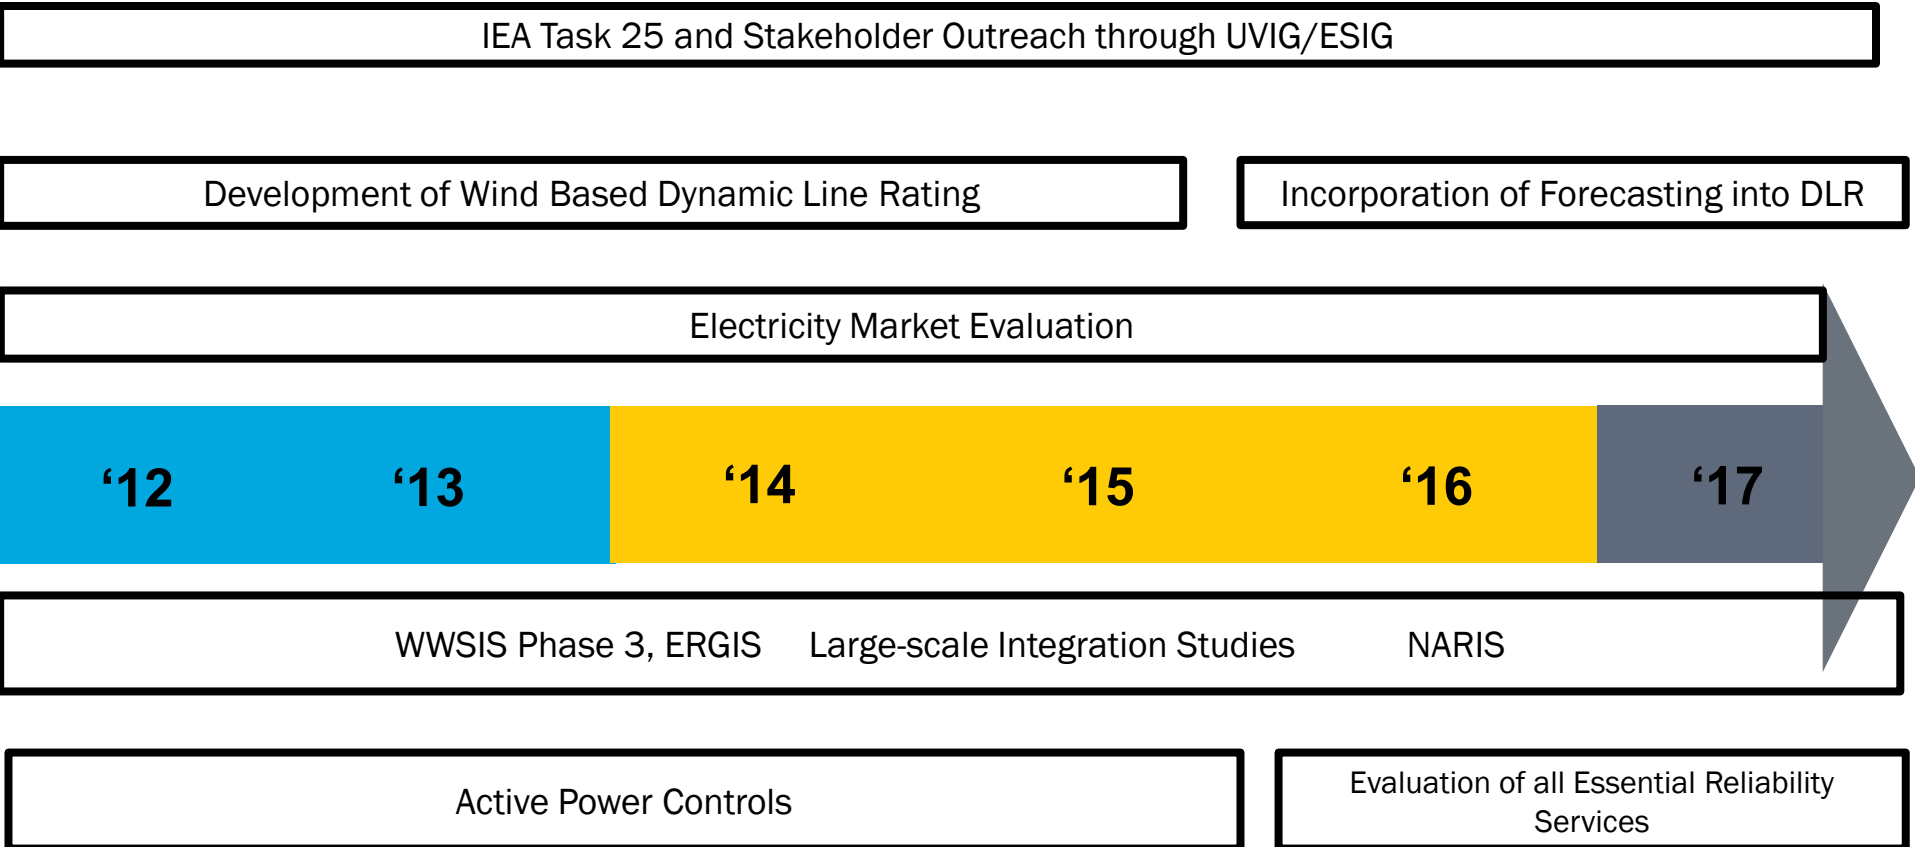 IEA Task 25 and Stakeholder Outreach through UVIG/ESIG
Development of Wind Based Dynamic Line Rating
Incorporation of Forecasting into DLR
Electricity Market Evaluation
‘12 ‘13 ‘14 ‘15 ‘16 ‘17
WWSIS Phase 3, ERGIS Large-scale Integration Studies NARIS
Active Power Controls
Evaluation of all Essential Reliability
Services